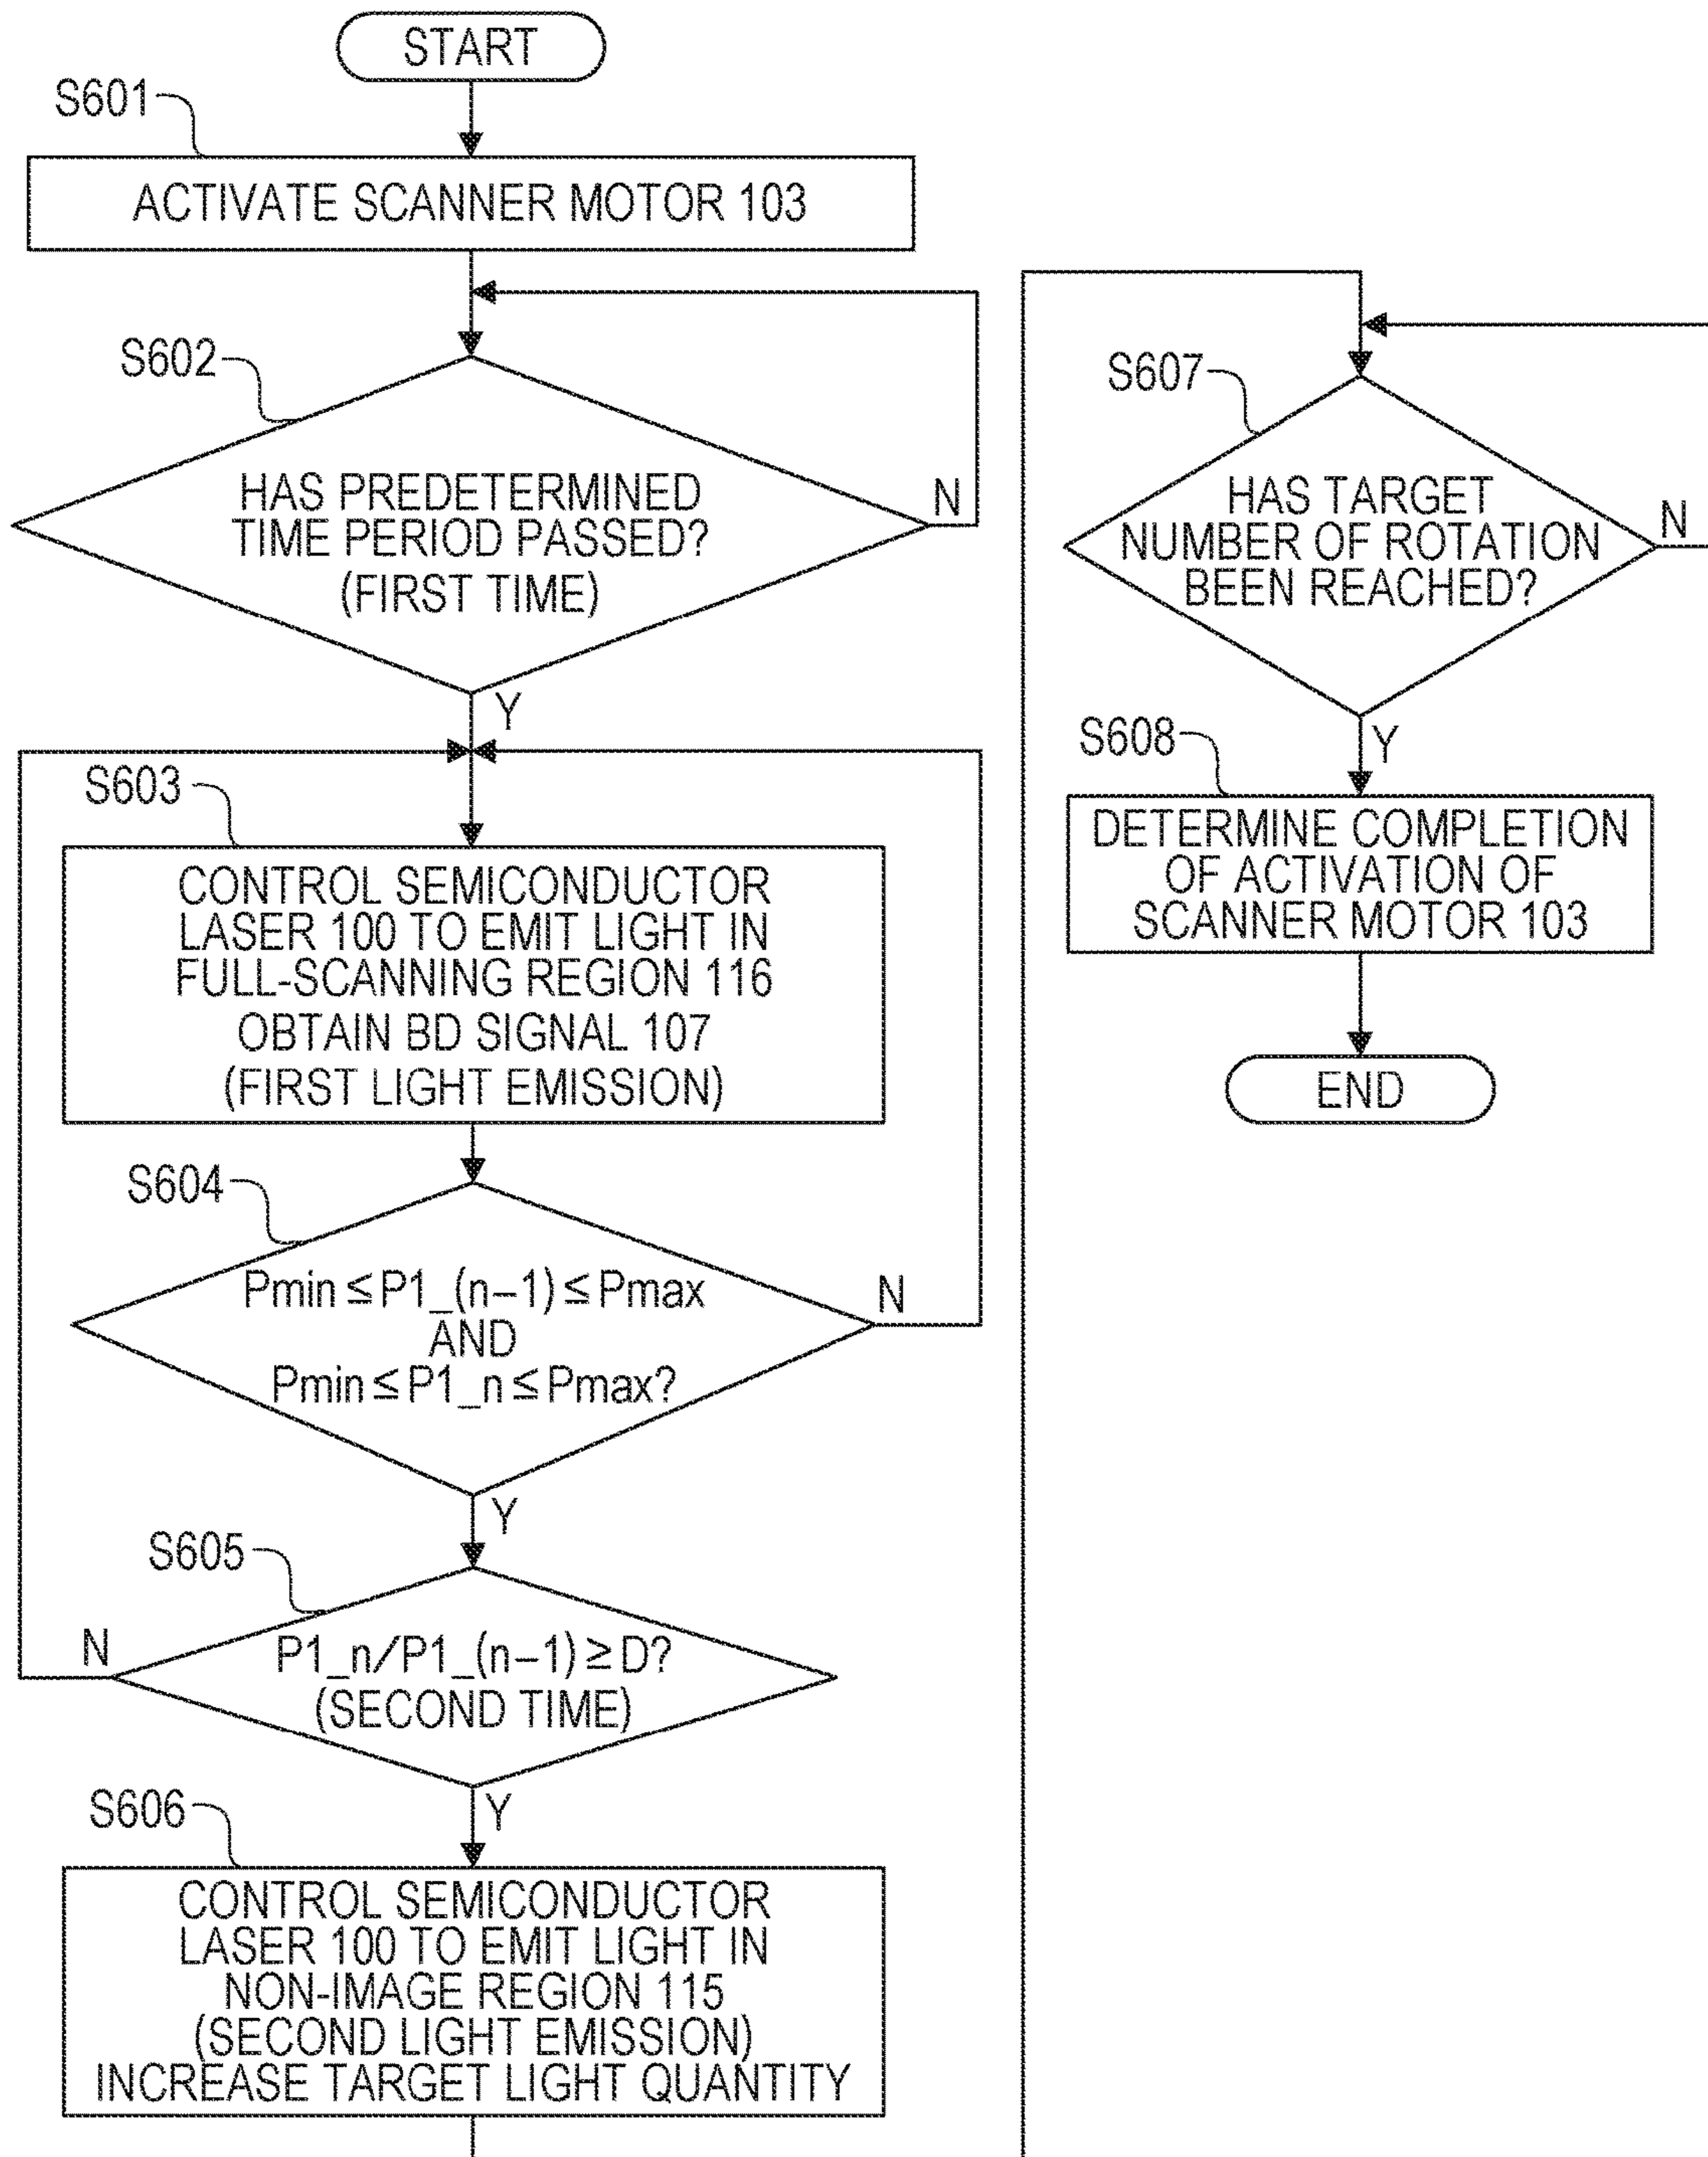 START
S601
ACTIVATE SCANNER MOTOR 103
S602
HAS PREDETERMINED
TIME PERIOD PASSED?
(FIRST TIME)
N
Y
S603
CONTROL SEMICONDUCTOR
LASER 100 TO EMIT LIGHT IN
FULL-SCANNING REGION 116
OBTAIN BD SIGNAL 107
(FIRST LIGHT EMISSION)
S604
Pmin ≤ P1_(n−1) ≤ Pmax
AND
Pmin ≤ P1_n ≤ Pmax?
N
Y
S605
P1_n/P1_(n−1) ≥ D?
(SECOND TIME)
N
Y
S606
CONTROL SEMICONDUCTOR
LASER 100 TO EMIT LIGHT IN
NON-IMAGE REGION 115
(SECOND LIGHT EMISSION)
INCREASE TARGET LIGHT QUANTITY
S607
HAS TARGET
NUMBER OF ROTATION
BEEN REACHED?
N
Y
S608
DETERMINE COMPLETION
OF ACTIVATION OF
SCANNER MOTOR 103
END